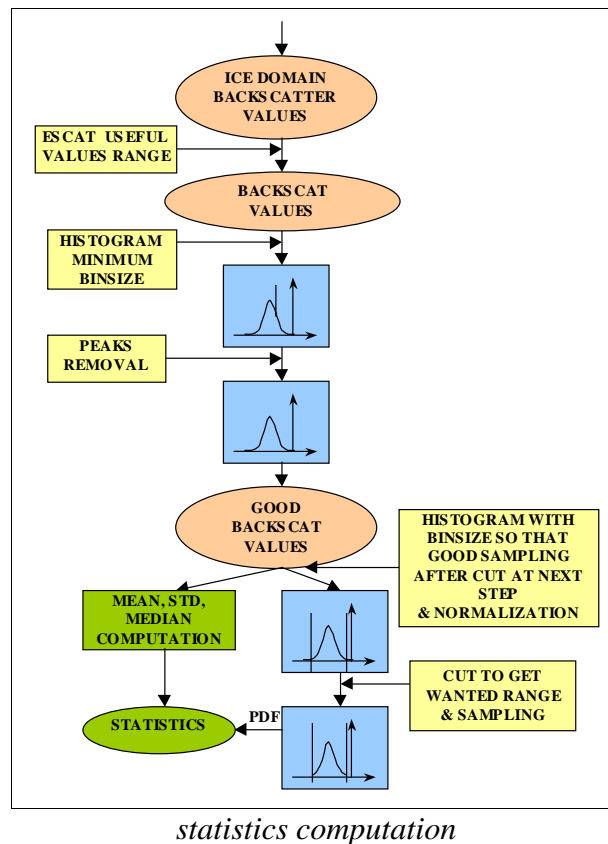 ICE DOMAIN
BACKSCATTER
VALUES
ESCAT USEFUL
VALUES RANGE
BACKSCAT
VALUES
HISTOGRAM
MINIMUM
BINSIZE
PEAKS
REMOVAL
GOOD
BACKSCAT
VALUES
HISTOGRAM WITH
BINSIZE SO THAT
GOOD SAMPLING
AFTER CUT AT NEXT
STEP
& NORMALIZATION
MEAN, STD,
MEDIAN
COMPUTATION
CUT TO GET
WANTED RANGE
& SAMPLING
STATISTICS
PDF
statistics computation